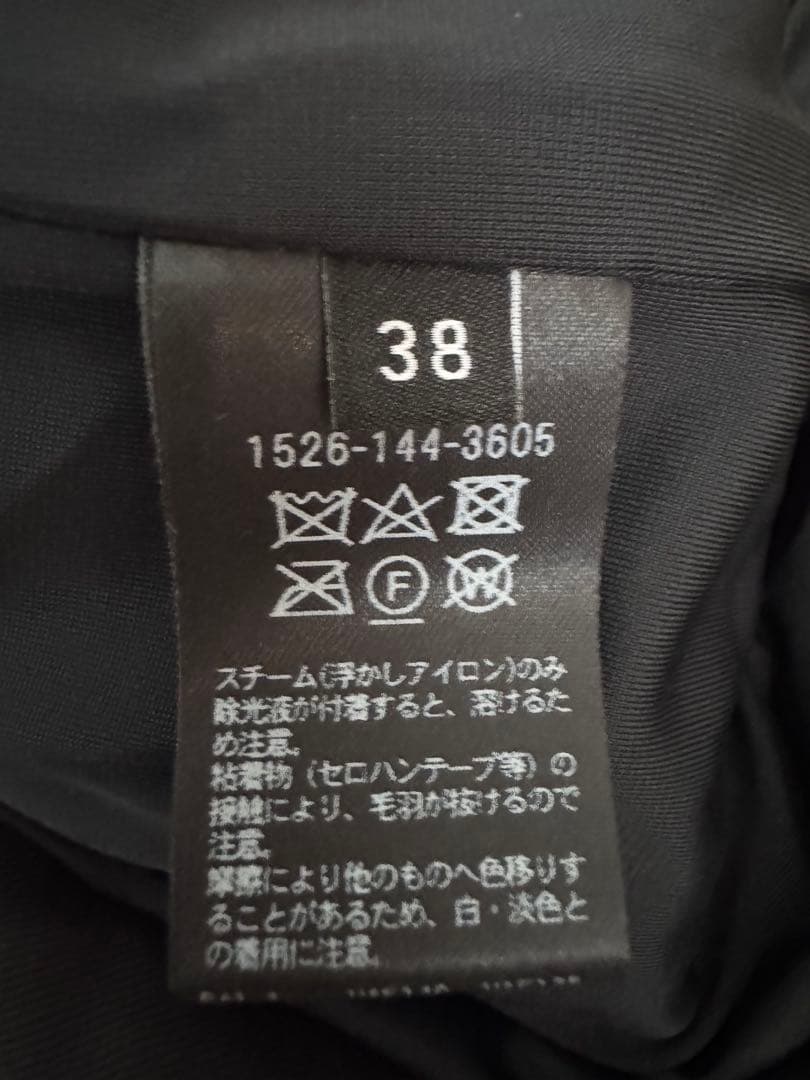 38
1526-144-3605
F
W
スチーム(浮かしアイロン)のみ
除光液が付着すると、溶けるた
め注意。
粘着物(セロハンテープ等)の
接触により、毛羽が抜けるので
注意。
摩擦により他のものへ色移りす
ることがあるため、白・淡色と
の着用に注意。